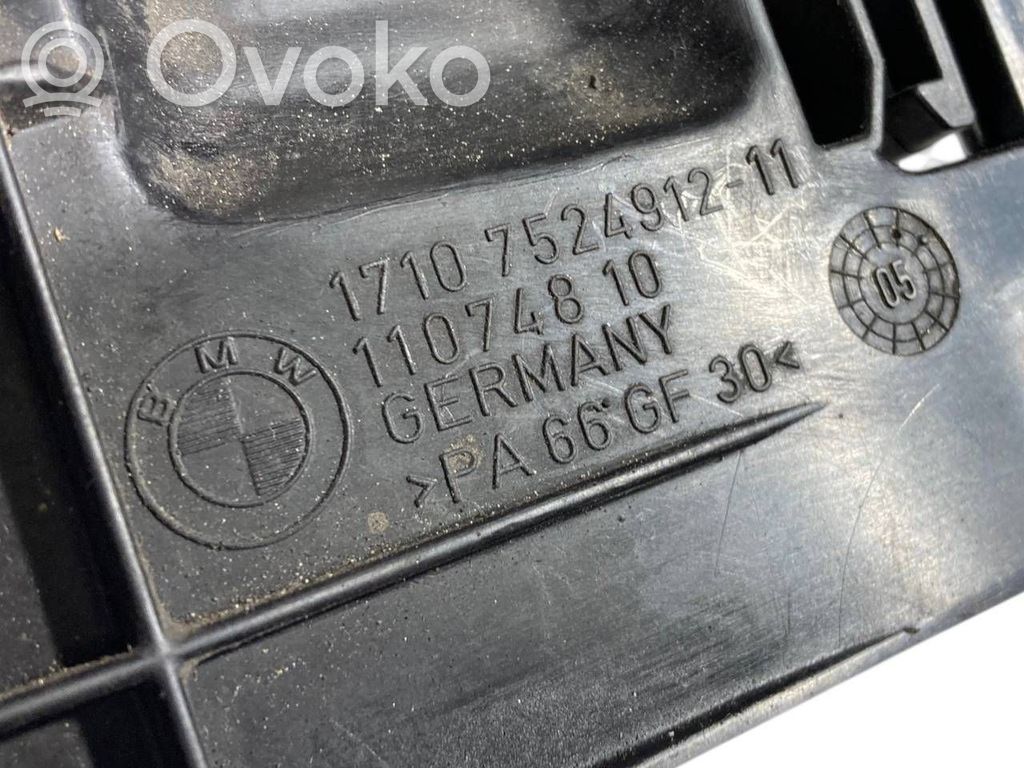 Ovoko
1710 7524912-11
110748 10
GERMANY
>PA 66 GF 30<
BMW
05